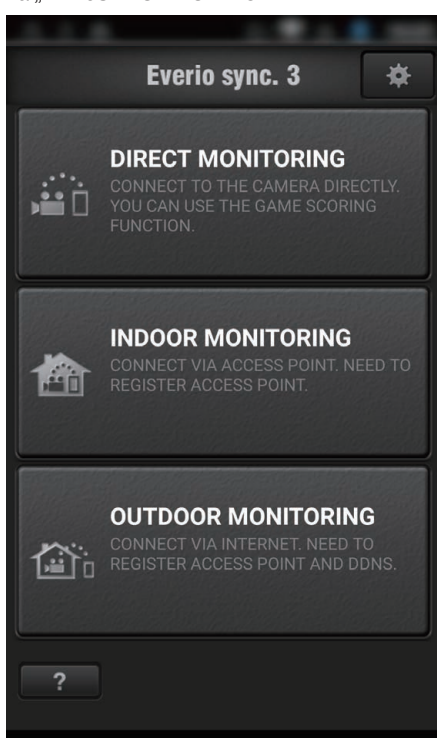 Everio sync. 3
DIRECT MONITORING
CONNECT TO THE CAMERA DIRECTLY.
YOU CAN USE THE GAME SCORING
FUNCTION.
INDOOR MONITORING
CONNECT VIA ACCESS POINT. NEED TO
REGISTER ACCESS POINT.
OUTDOOR MONITORING
CONNECT VIA INTERNET. NEED TO
REGISTER ACCESS POINT AND DDNS.
?